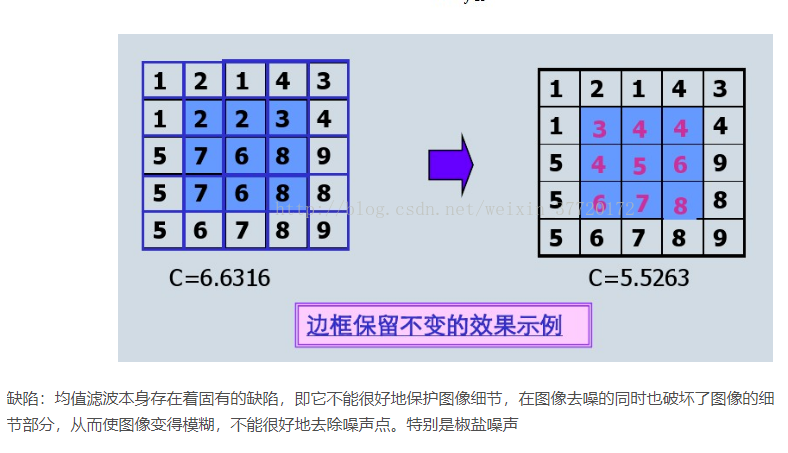 1 2 1 4 3
1 2 2 3 4
5 7 6 8 9
5 7 6 8 8
5 6 7 8 9
C=6.6316
1 2 1 4 3
1 3 4 4 4
5 4 5 6 9
5 6 7 8 8
5 6 7 8 9
C=5.5263
http://blog.csdn.net/weixin_37720172
边框保留不变的效果示例
缺陷：均值滤波本身存在着固有的缺陷，即它不能很好地保护图像细节，在图像去噪的同时也破坏了图像的细
节部分，从而使图像变得模糊，不能很好地去除噪声点。特别是椒盐噪声